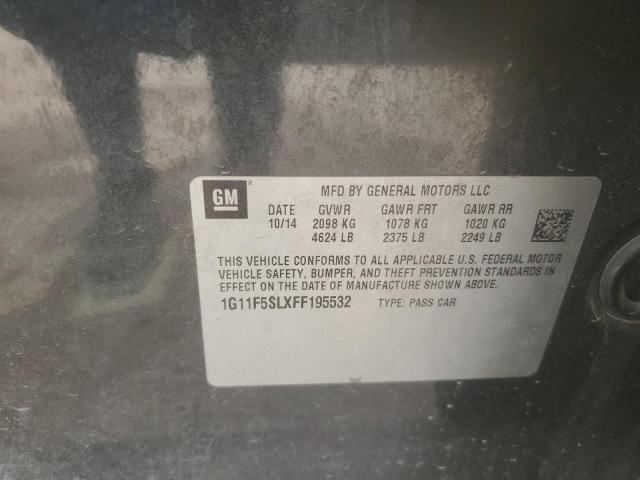 GM ® MFD BY GENERAL MOTORS LLC
DATE GVWR GAWR FRT GAWR RR
10/14 2098 KG 1078 KG 1020 KG
4624 LB 2375 LB 2249 LB
THIS VEHICLE CONFORMS TO ALL APPLICABLE U.S. FEDERAL MOTOR
VEHICLE SAFETY, BUMPER, AND THEFT PREVENTION STANDARDS IN
EFFECT ON THE DATE OF MANUFACTURE SHOWN ABOVE.
1G11F5SLXFF195532 TYPE: PASS CAR